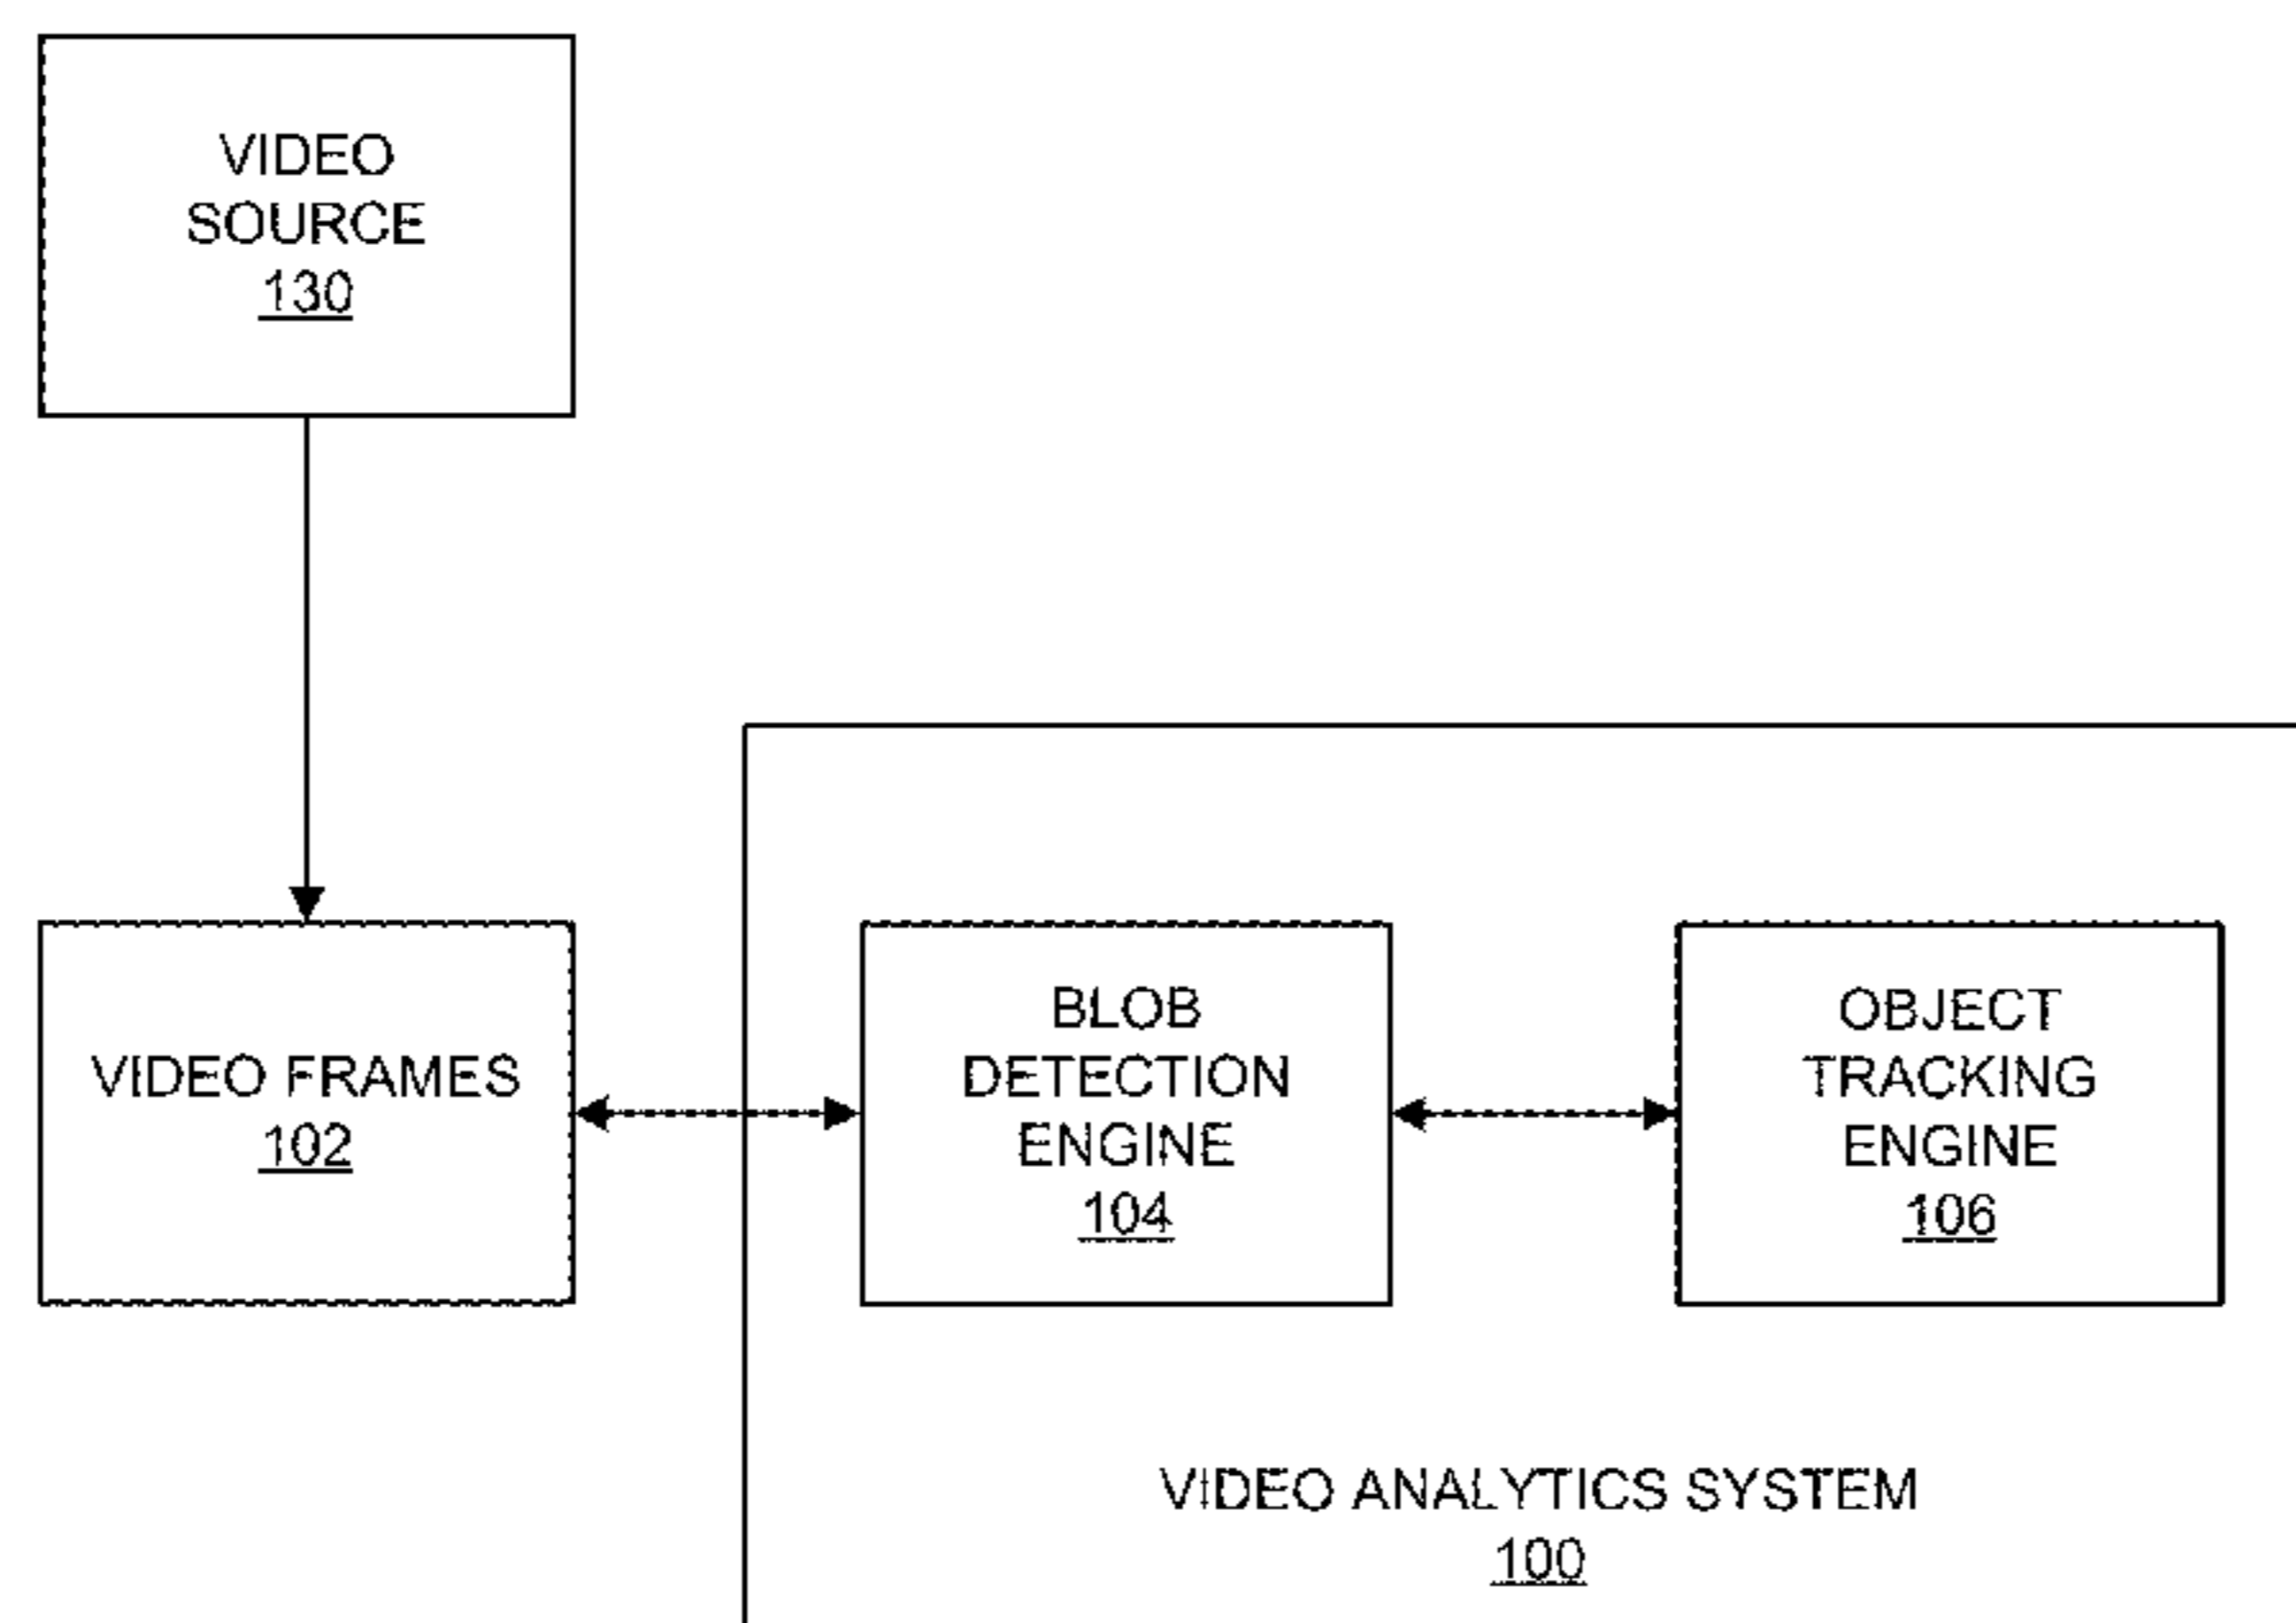 VIDEO
SOURCE
130
VIDEO FRAMES
102
BLOB
DETECTION
ENGINE
104
OBJECT
TRACKING
ENGINE
106
VIDEO ANALYTICS SYSTEM
100